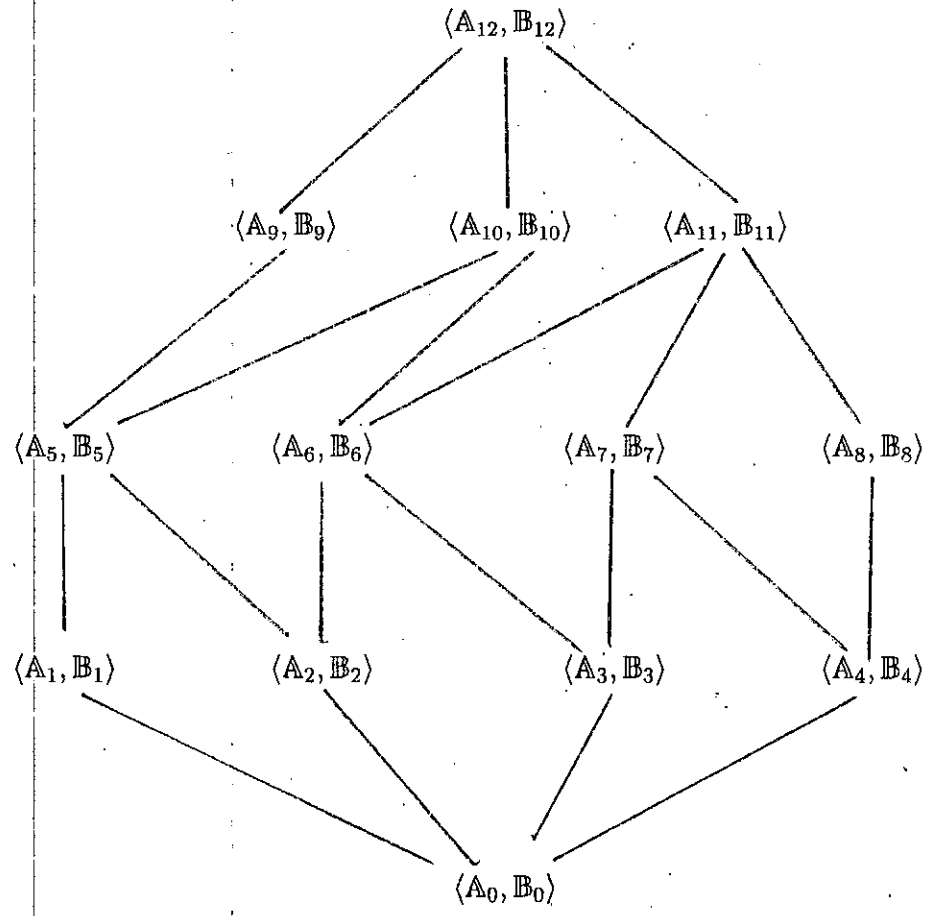 ⟨𝔸₁₂, 𝔹₁₂⟩
⟨𝔸₉, 𝔹₉⟩ ⟨𝔸₁₀, 𝔹₁₀⟩ ⟨𝔸₁₁, 𝔹₁₁⟩
⟨𝔸₅, 𝔹₅⟩ ⟨𝔸₆, 𝔹₆⟩ ⟨𝔸₇, 𝔹₇⟩ ⟨𝔸₈, 𝔹₈⟩
⟨𝔸₁, 𝔹₁⟩ ⟨𝔸₂, 𝔹₂⟩ ⟨𝔸₃, 𝔹₃⟩ ⟨𝔸₄, 𝔹₄⟩
⟨𝔸₀, 𝔹₀⟩